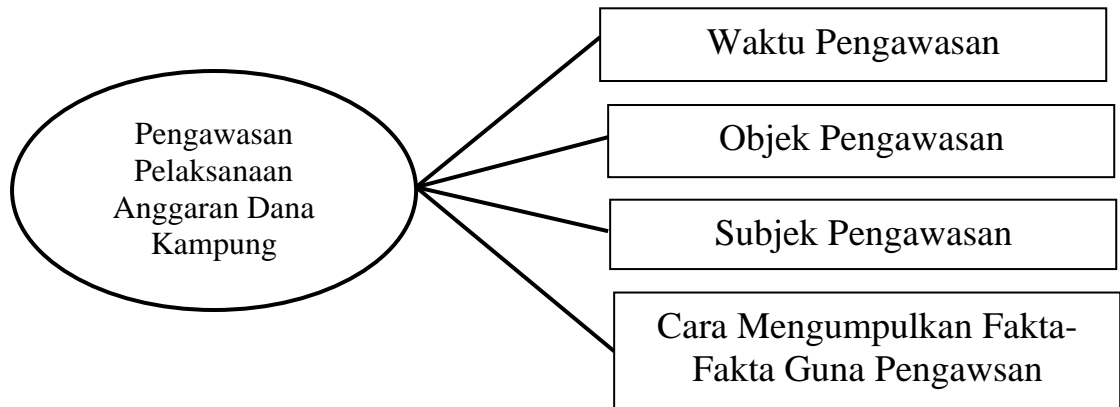 Pengawasan
Pelaksanaan
Anggaran Dana
Kampung
Waktu Pengawasan
Objek Pengawasan
Subjek Pengawasan
Cara Mengumpulkan Fakta-
Fakta Guna Pengawsan